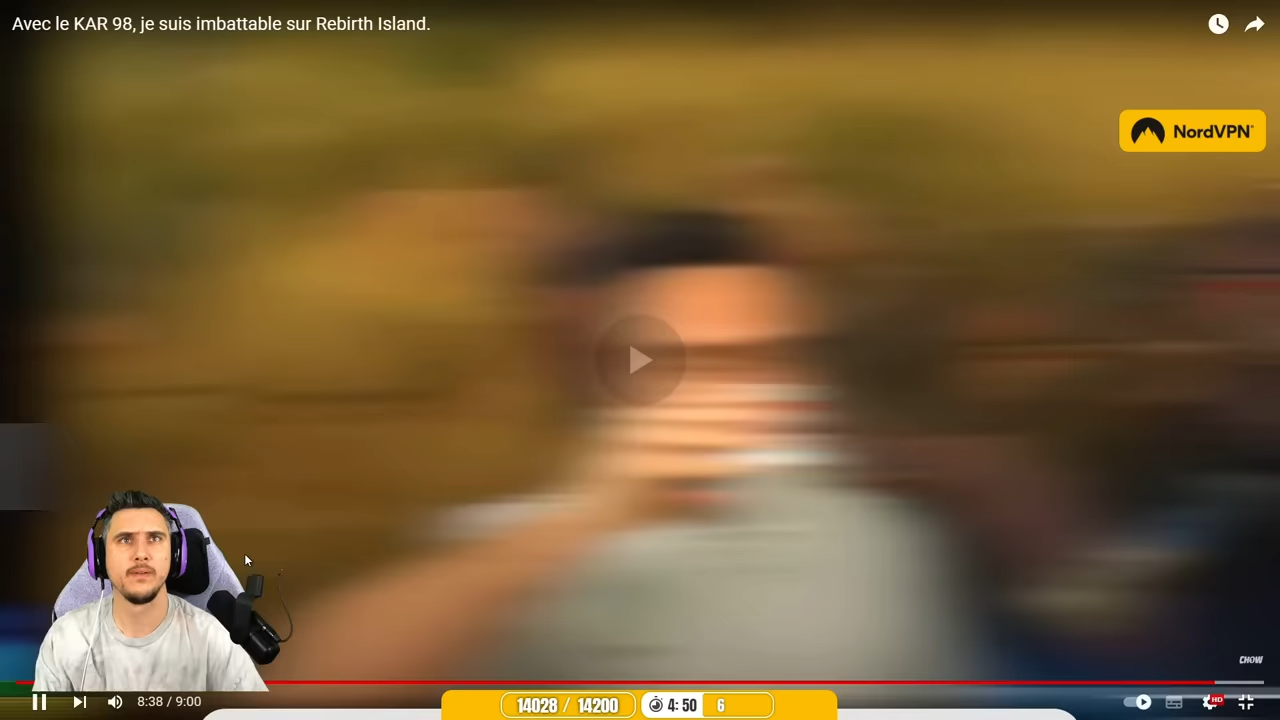 Avec le KAR 98, je suis imbattable sur Rebirth Island.
NordVPN
CHOW
8:38 / 9:00
HD
14028 / 14200
4:50
6